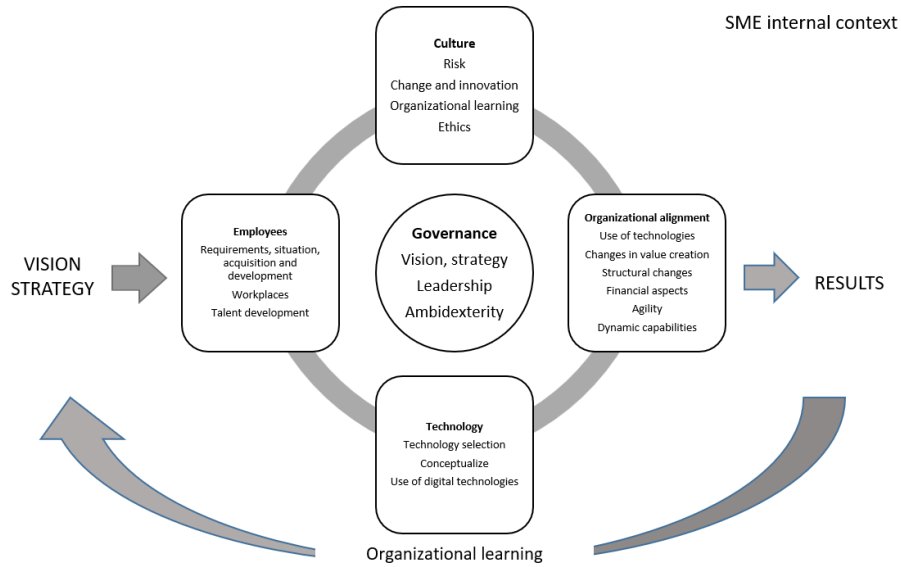 SME internal context
Culture
Risk
Change and innovation
Organizational learning
Ethics
Employees
Requirements, situation,
acquisition and
development
Workplaces
Talent development
Governance
Vision, strategy
Leadership
Ambidexterity
Organizational alignment
Use of technologies
Changes in value creation
Structural changes
Financial aspects
Agility
Dynamic capabilities
VISION
STRATEGY
RESULTS
Technology
Technology selection
Conceptualize
Use of digital technologies
Organizational learning